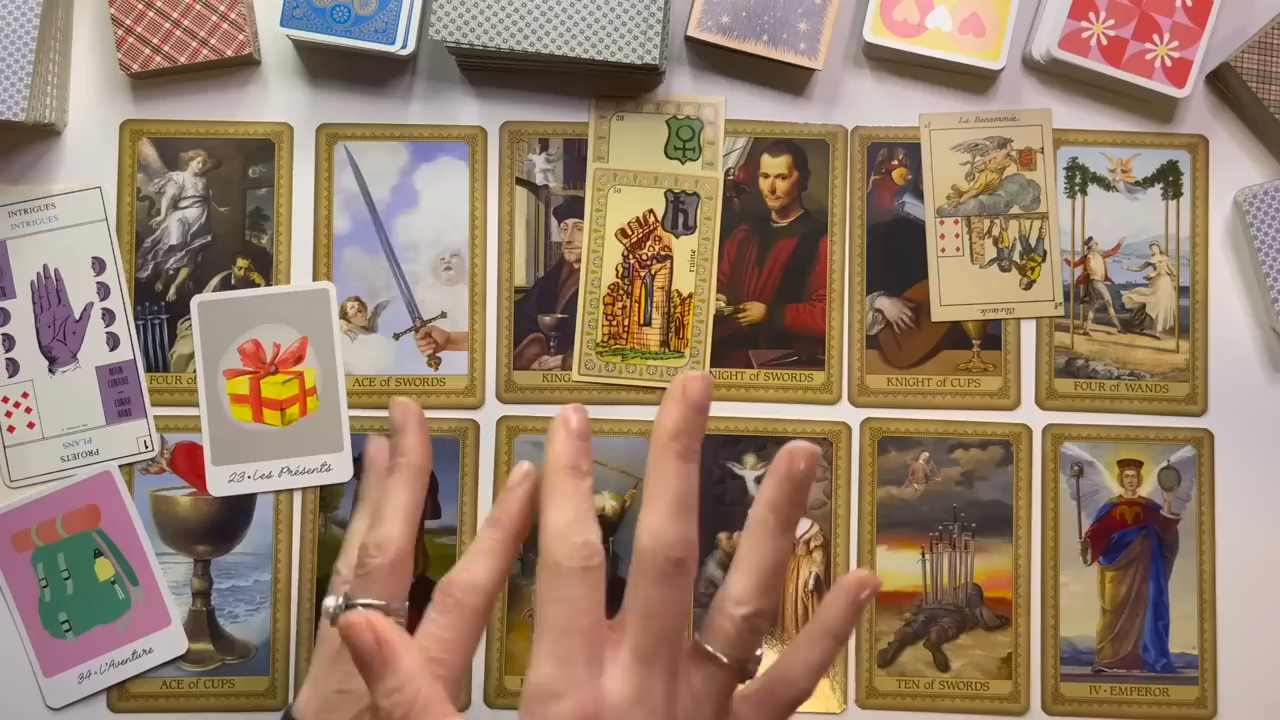 28
INTRIGUES
INTRIGUES
MAIN
LUNAIRE
LUNAR
HAND
PLANS
PROJETS
1
FOUR of
23 • Les Présents
ACE of SWORDS
KING
30
ruine
NIGHT of SWORDS
KNIGHT of CUPS
La Renommée.
Obstacle.
FOUR of WANDS
34 • L'Aventure
ACE of CUPS
TEN of SWORDS
IV • EMPEROR